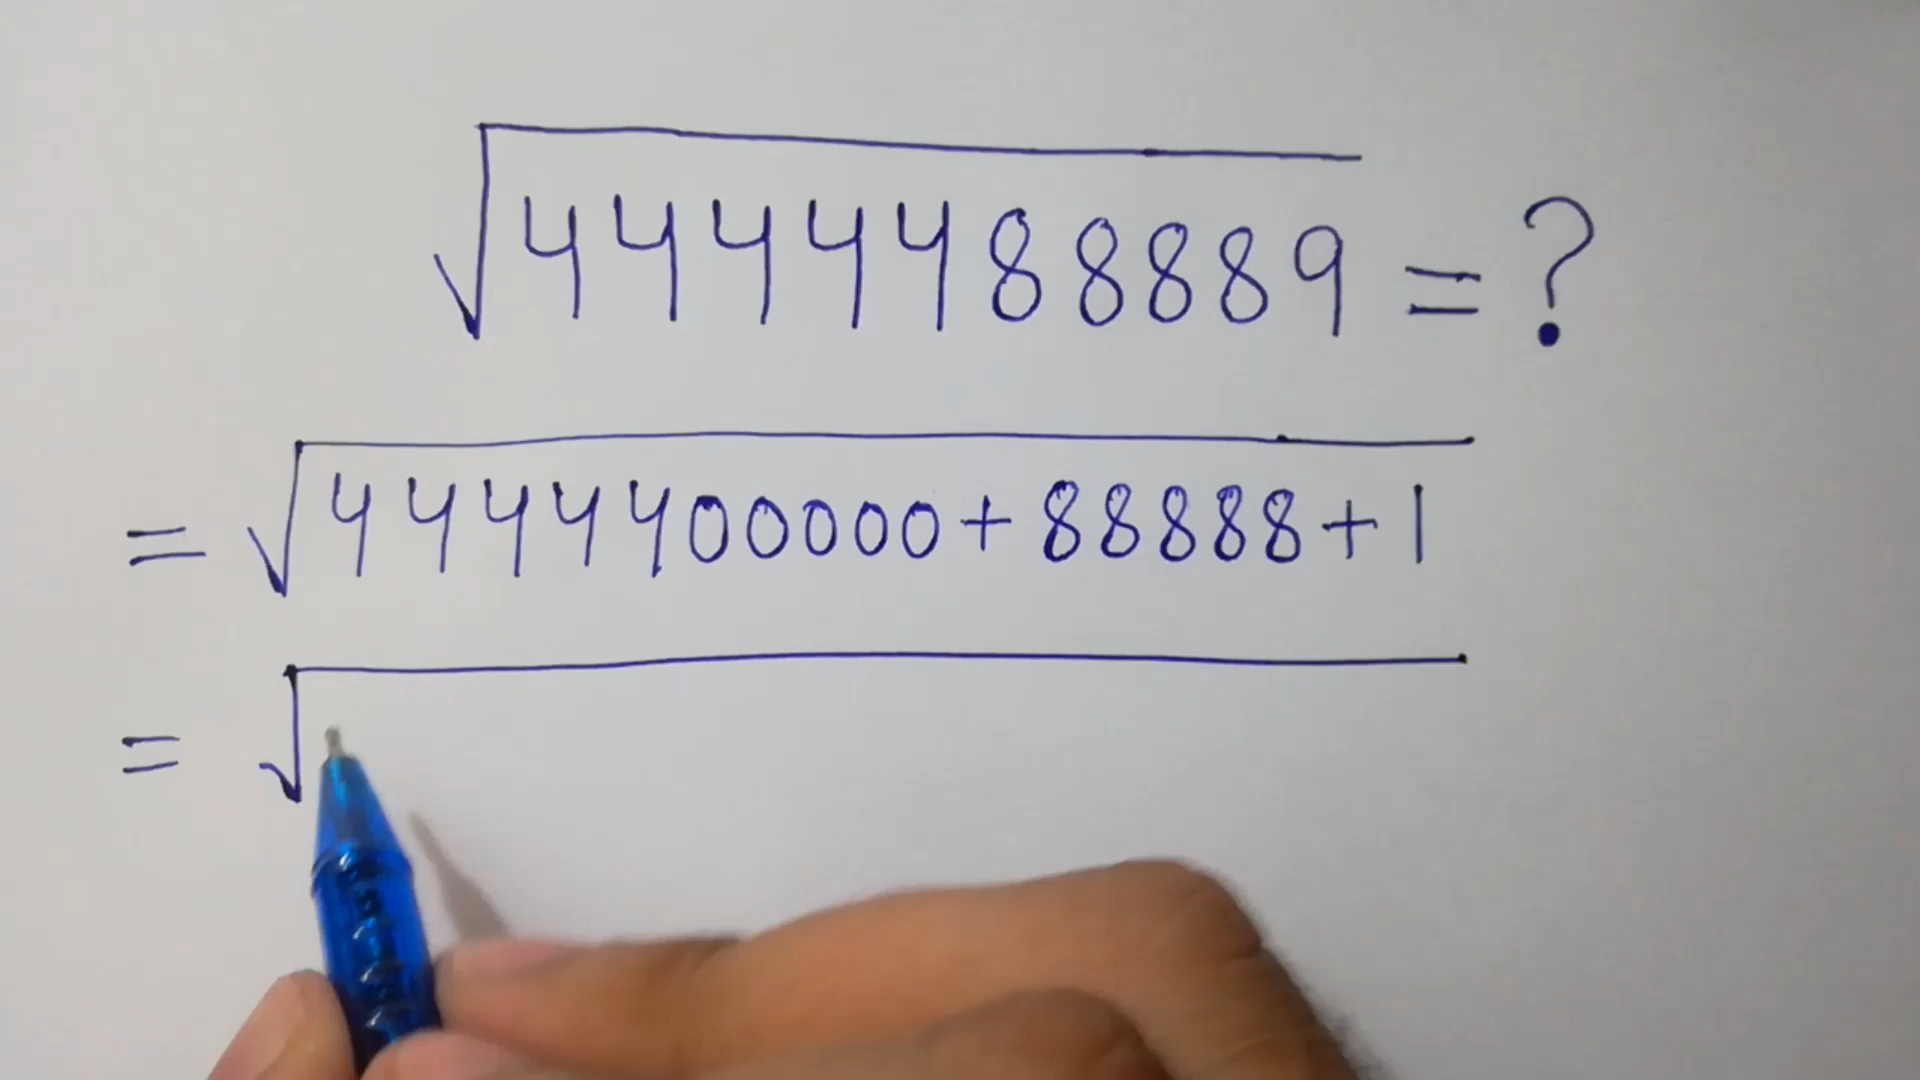 √4444488889 = ?
= √4444400000 + 88888 + 1
= √